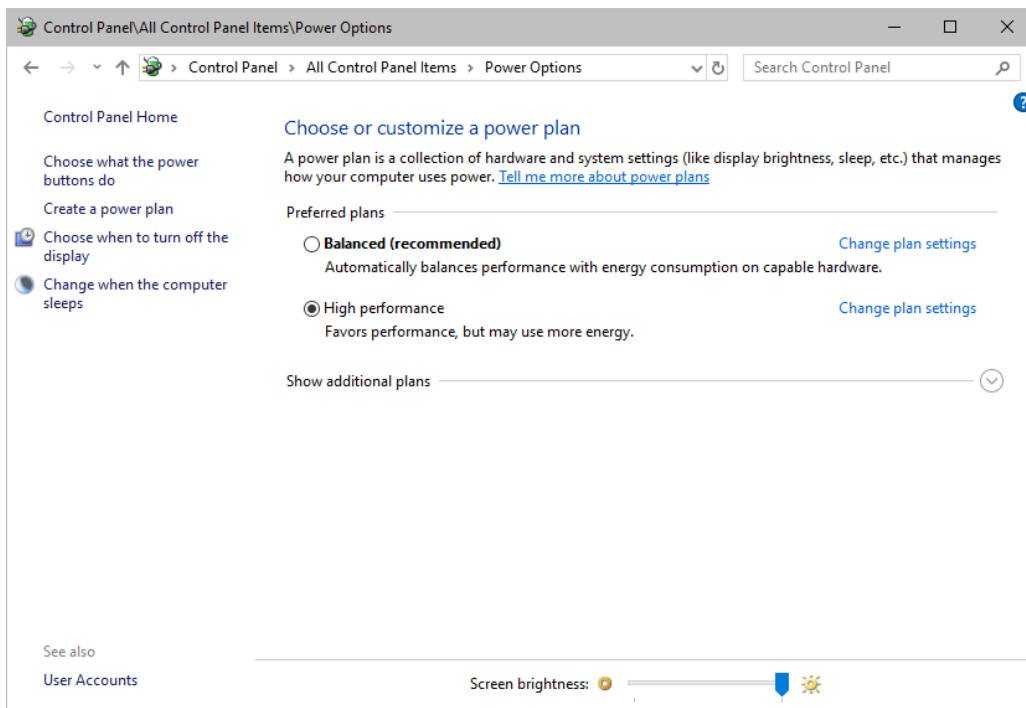 Control Panel\All Control Panel Items\Power Options
Control Panel > All Control Panel Items > Power Options
Search Control Panel
?
Control Panel Home
Choose what the power
buttons do
Create a power plan
Choose when to turn off the
display
Change when the computer
sleeps
Choose or customize a power plan
A power plan is a collection of hardware and system settings (like display brightness, sleep, etc.) that manages
how your computer uses power. Tell me more about power plans
Preferred plans
Balanced (recommended) Change plan settings
Automatically balances performance with energy consumption on capable hardware.
High performance Change plan settings
Favors performance, but may use more energy.
Show additional plans
See also
User Accounts
Screen brightness: